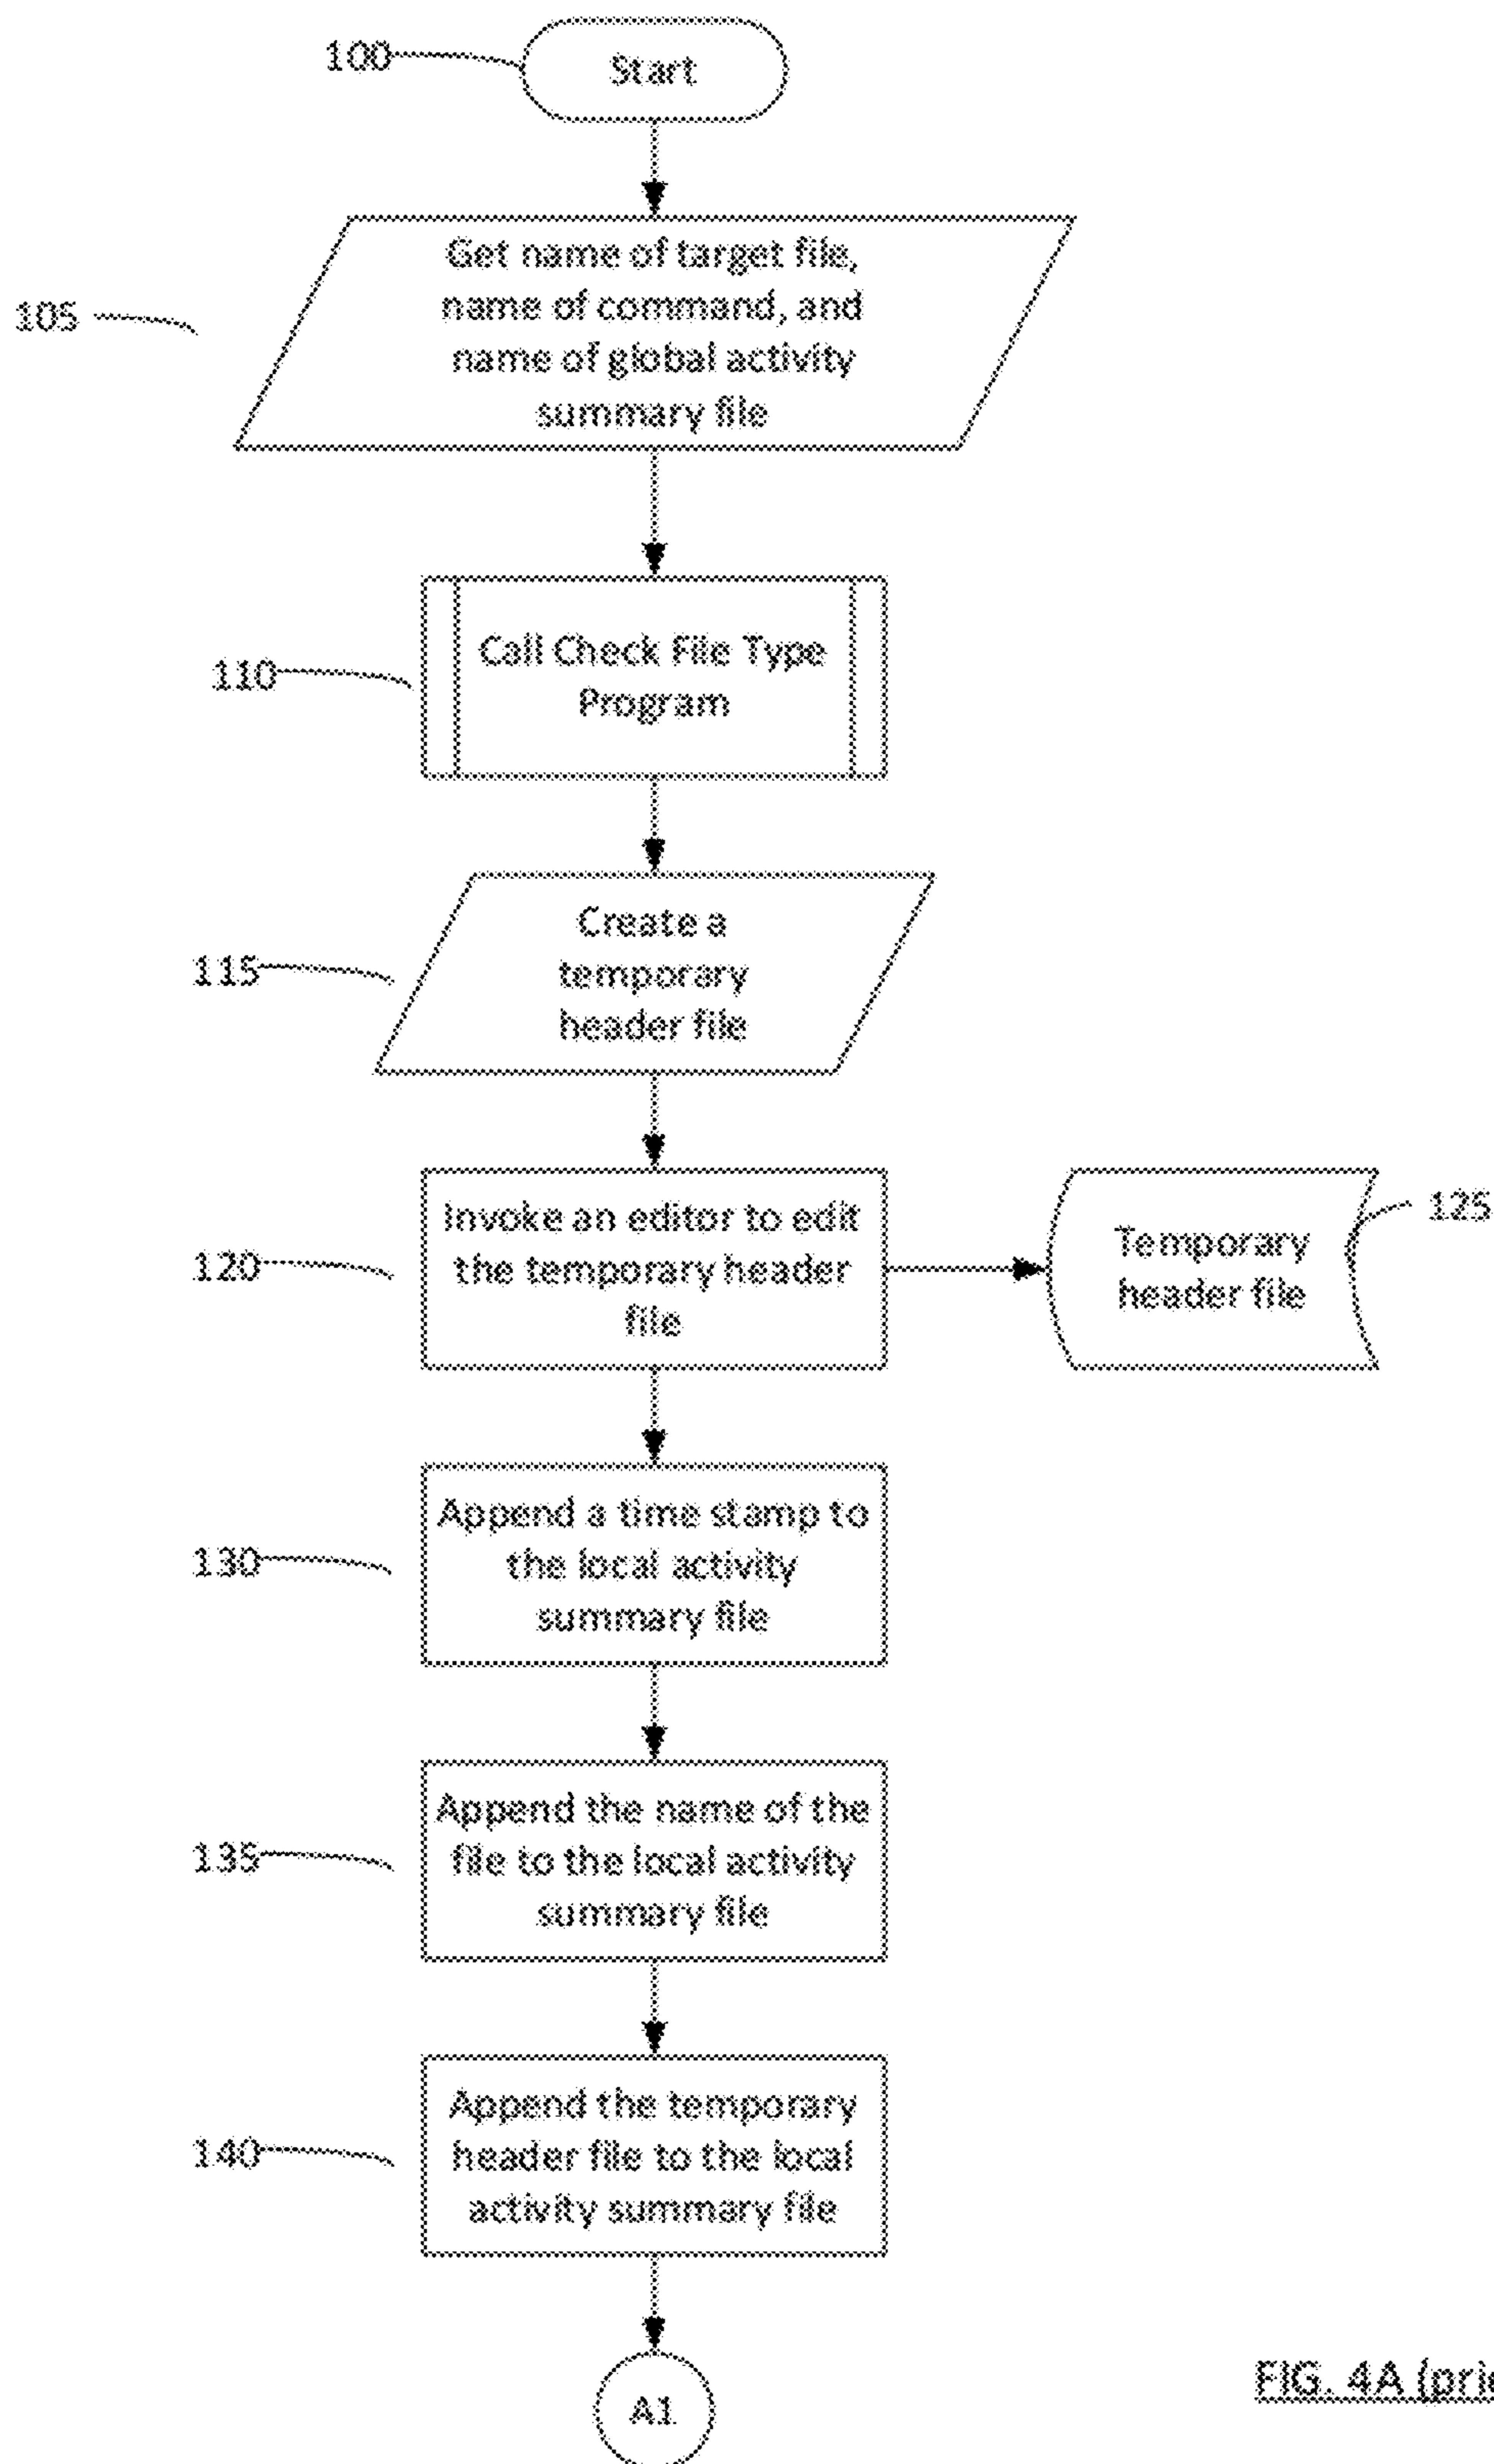 100
Start
105
Get name of target file,
name of command, and
name of global activity
summary file
110
Call Check File Type
Program
115
Create a
temporary
header file
120
Invoke an editor to edit
the temporary header
file
Temporary
header file
125
130
Append a time stamp to
the local activity
summary file
135
Append the name of the
file to the local activity
summary file
140
Append the temporary
header file to the local
activity summary file
A1
FIG. 4A